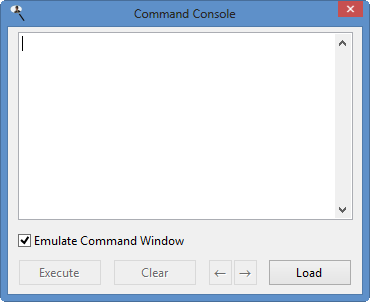 Command Console
Emulate Command Window
Execute Clear ← → Load